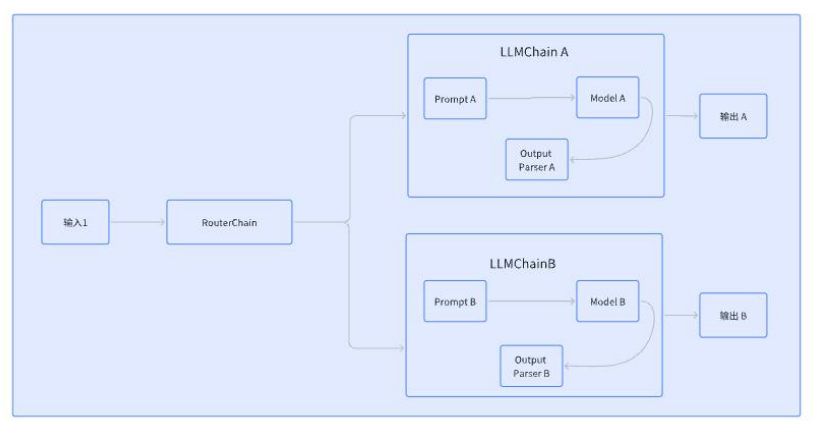 输入1
RouterChain
LLMChain A
Prompt A
Model A
Output
Parser A
输出 A
LLMChainB
Prompt B
Model B
Output
Parser B
输出 B